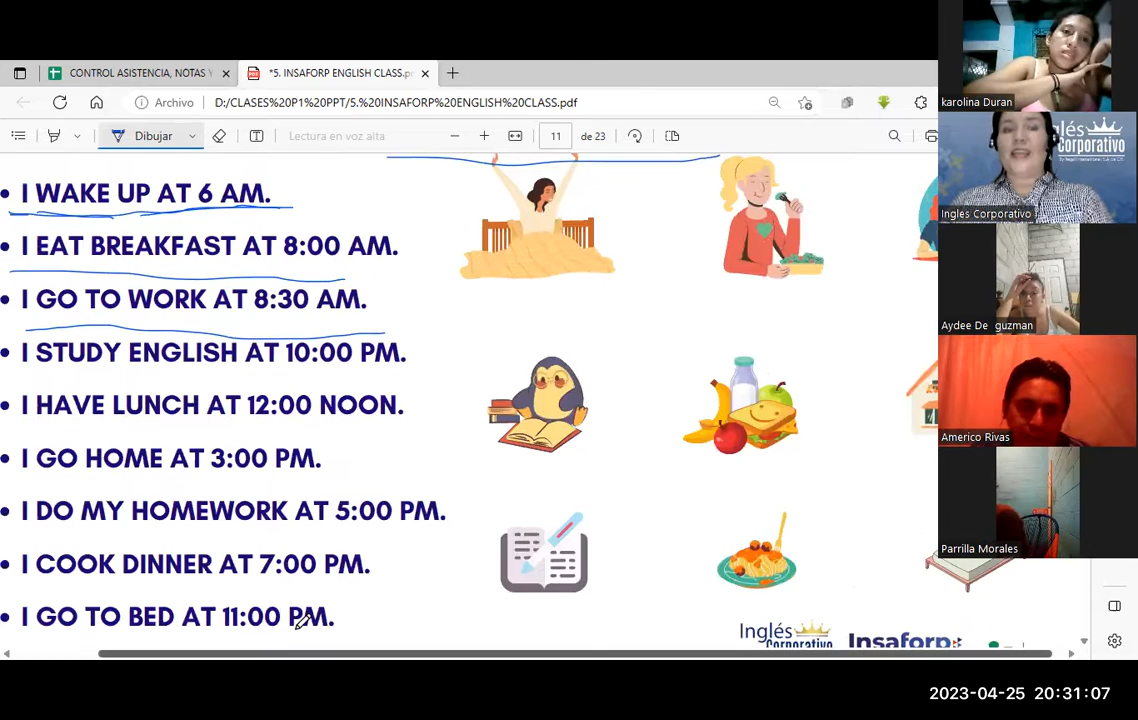 CONTROL ASISTENCIA, NOTAS Y
*5. INSAFORP ENGLISH CLASS.pd
Archivo
D:/CLASES%20P1%20PPT/5.%20INSAFORP%20ENGLISH%20CLASS.pdf
Dibujar
Lectura en voz alta
11
de 23
• I WAKE UP AT 6 AM.
• I EAT BREAKFAST AT 8:00 AM.
• I GO TO WORK AT 8:30 AM.
• I STUDY ENGLISH AT 10:00 PM.
• I HAVE LUNCH AT 12:00 NOON.
• I GO HOME AT 3:00 PM.
• I DO MY HOMEWORK AT 5:00 PM.
• I COOK DINNER AT 7:00 PM.
• I GO TO BED AT 11:00 PM.
Inglés
Corporativo
Insaforp
karolina Duran
glés
Corporativo
Ingles Corporativo
Aydee De guzman
Americo Rivas
Parrilla Morales
2023-04-25 20:31:07